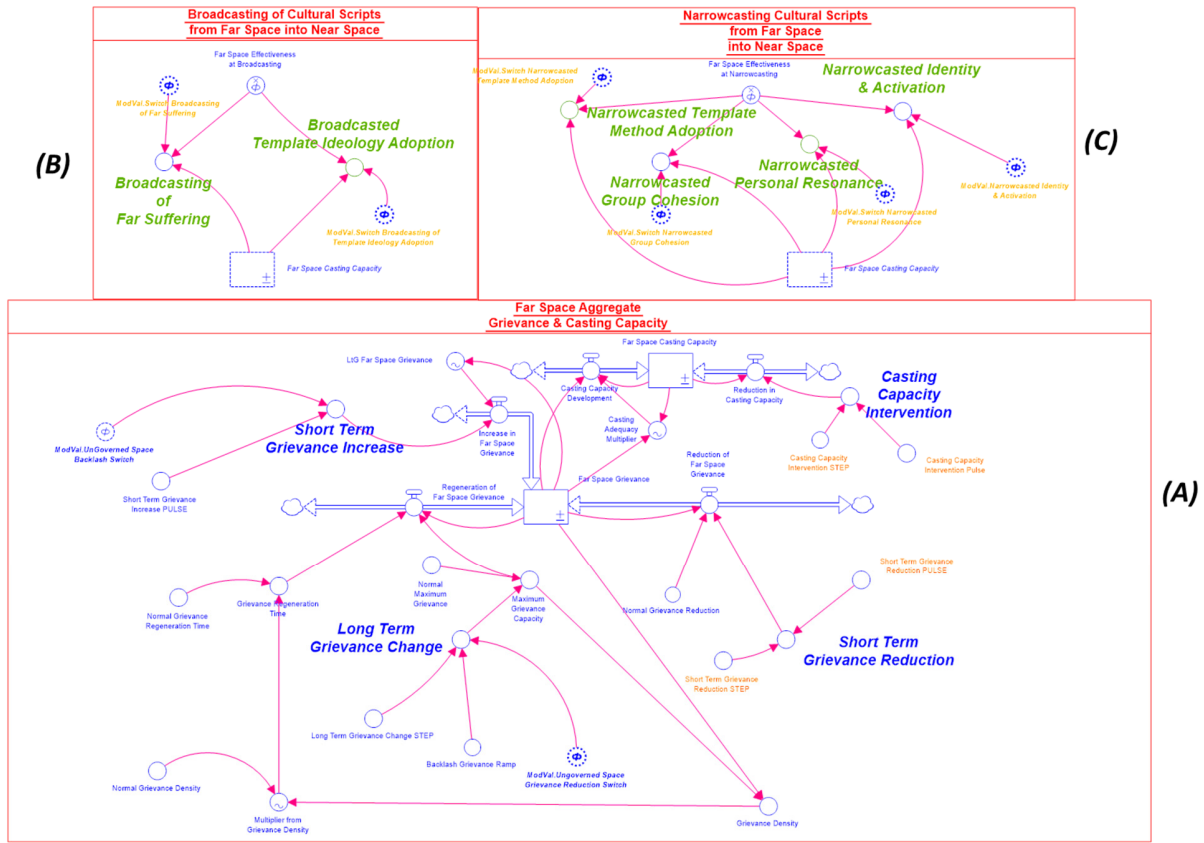 Broadcasting of Cultural Scripts
from Far Space into Near Space
Far Space Effectiveness
at Broadcasting
ModVal.Switch Broadcasting
of Far Suffering
Broadcasted
Template Ideology Adoption
(B)
Broadcasting
of
Far Suffering
ModVal.Switch Broadcasting of
Template Ideology Adoption
Far Space Casting Capacity
Narrowcasting Cultural Scripts
from Far Space
into Near Space
Far Space Effectiveness
at Narrowcasting
ModVal.Switch Narrowcasted
Template Method Adoption
Narrowcasted Identity
& Activation
Narrowcasted Template
Method Adoption
(C)
Narrowcasted
Personal Resonance
Narrowcasted
Group Cohesion
ModVal.Narrowcasted Identity
& Activation
ModVal.Switch Narrowcasted
Personal Resonance
ModVal.Switch Narrowcasted
Group Cohesion
Far Space Casting Capacity
Far Space Aggregate
Grievance & Casting Capacity
Far Space Casting Capacity
LtG Far Space Grievance
Casting Capacity
Development
Reduction in
Casting Capacity
Casting
Capacity
Intervention
Short Term
Grievance Increase
Increase in
Far Space
Grievance
Casting
Adequacy
Multiplier
ModVal.UnGoverned Space
Backlash Switch
Casting Capacity
Intervention STEP
Casting Capacity
Intervention Pulse
Short Term Grievance
Increase PULSE
Regeneration of
Far Space Grievance
Far Space Grievance
Reduction of
Far Space
Grievance
(A)
Short Term Grievance
Reduction PULSE
Normal
Maximum
Grievance
Maximum
Grievance
Capacity
Normal Grievance
Regeneration Time
Grievance Regeneration
Time
Normal Grievance Reduction
Long Term
Grievance Change
Short Term
Grievance Reduction
Short Term Grievance
Reduction STEP
Long Term Grievance Change STEP
Backlash Grievance Ramp
ModVal.Ungoverned Space
Grievance Reduction Switch
Normal Grievance Density
Multiplier from
Grievance Density
Grievance Density